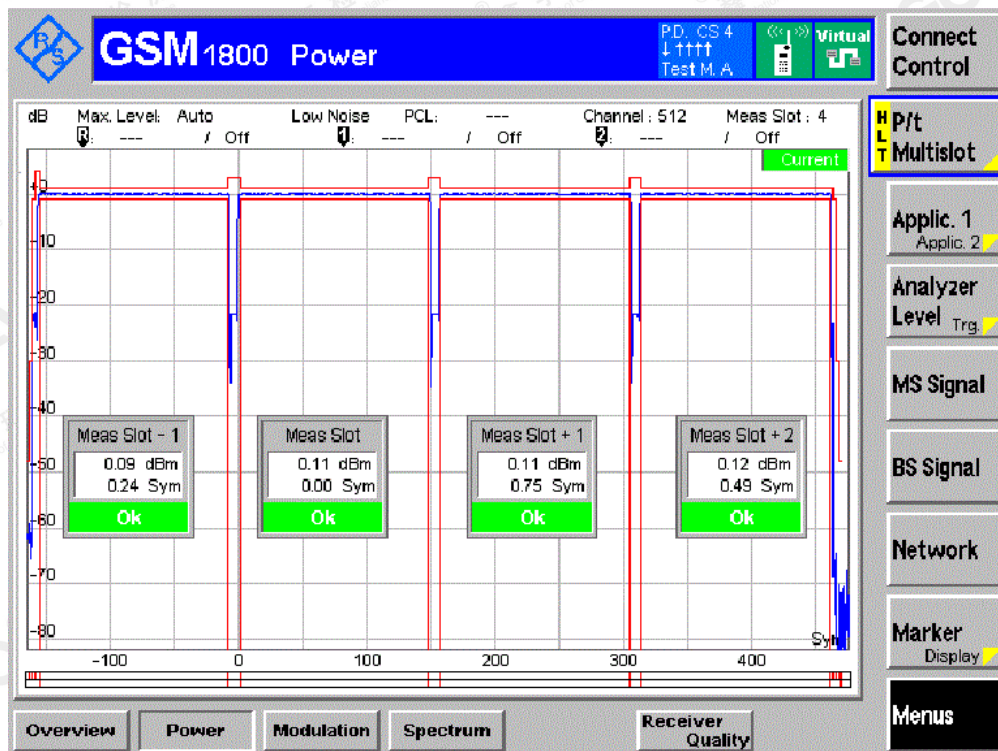 R/S
GSM 1800 Power
P.D. CS 4
↓ ↑↑↑↑
Test M. A
Virtual
Connect
Control
dB Max. Level: Auto Low Noise PCL: --- Channel : 512 Meas Slot : 4
R: --- / Off 1: --- / Off 2: --- / Off
H
L
T
P/t
Multislot
Current
+0
-10
-20
-30
-40
-50
-60
-70
-80
Applic. 1
Applic. 2
Analyzer
Level Trg.
MS Signal
BS Signal
Network
Marker
Display
Menus
Meas Slot - 1
0.09 dBm
0.24 Sym
Ok
Meas Slot
0.11 dBm
0.00 Sym
Ok
Meas Slot + 1
0.11 dBm
0.75 Sym
Ok
Meas Slot + 2
0.12 dBm
0.49 Sym
Ok
Sym
-100 0 100 200 300 400
Overview Power Modulation Spectrum Receiver
Quality